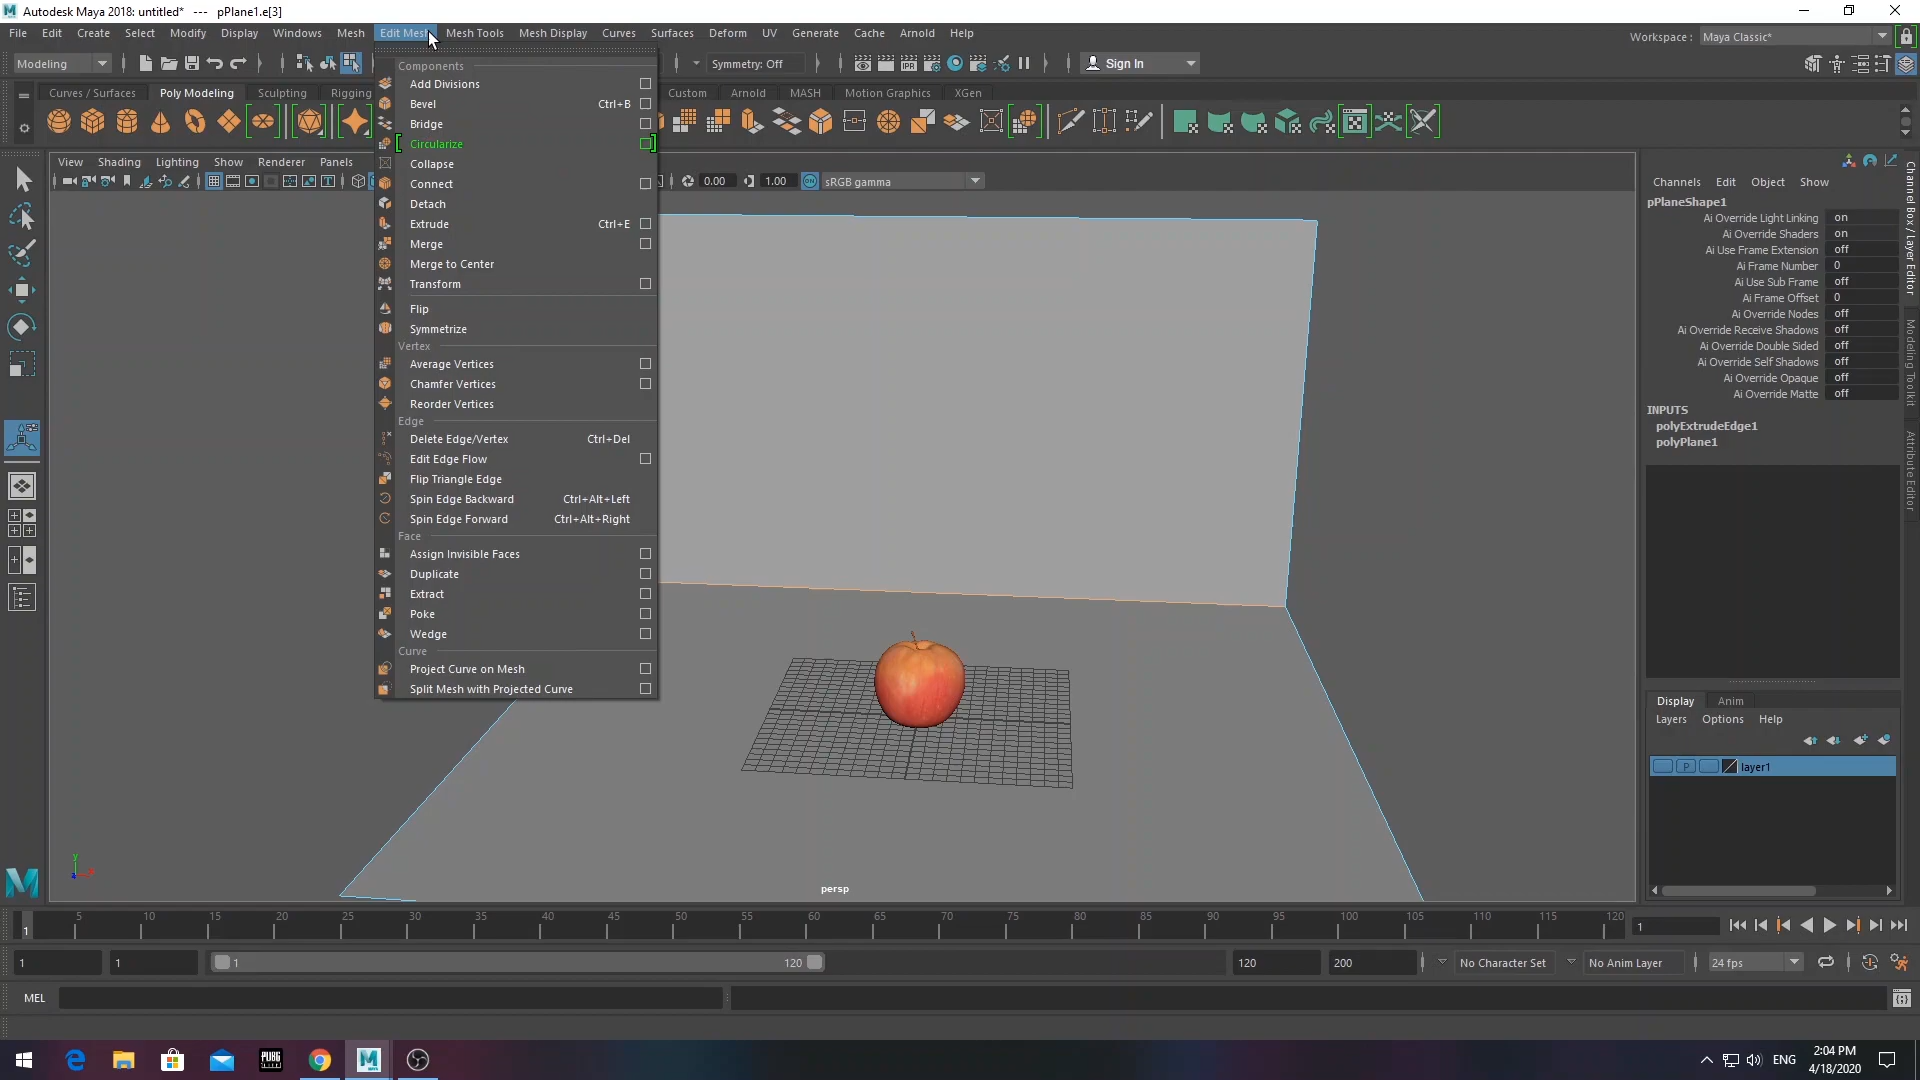 Autodesk Maya 2018: untitled* --- pPlane1.e[3]
File Edit Create Select Modify Display Windows Mesh Edit Mesh Mesh Tools Mesh Display Curves Surfaces Deform UV Generate Cache Arnold Help
Workspace : Maya Classic*
Modeling
Symmetry: Off
Sign In
Curves / Surfaces Poly Modeling Sculpting Rigging Custom Arnold MASH Motion Graphics XGen
View Shading Lighting Show Renderer Panels
0.00 1.00 sRGB gamma
Components
Add Divisions
Bevel Ctrl+B
Bridge
Circularize
Collapse
Connect
Detach
Extrude Ctrl+E
Merge
Merge to Center
Transform
Flip
Symmetrize
Vertex
Average Vertices
Chamfer Vertices
Reorder Vertices
Edge
Delete Edge/Vertex Ctrl+Del
Edit Edge Flow
Flip Triangle Edge
Spin Edge Backward Ctrl+Alt+Left
Spin Edge Forward Ctrl+Alt+Right
Face
Assign Invisible Faces
Duplicate
Extract
Poke
Wedge
Curve
Project Curve on Mesh
Split Mesh with Projected Curve
persp
Channels Edit Object Show
pPlaneShape1
Ai Override Light Linking on
Ai Override Shaders on
Ai Use Frame Extension off
Ai Frame Number 0
Ai Use Sub Frame off
Ai Frame Offset 0
Ai Override Nodes off
Ai Override Receive Shadows off
Ai Override Double Sided off
Ai Override Self Shadows off
Ai Override Opaque off
Ai Override Matte off
INPUTS
polyExtrudeEdge1
polyPlane1
Channel Box / Layer Editor
Modeling Toolkit
Attribute Editor
Display Anim
Layers Options Help
P layer1
5 10 15 20 25 30 35 40 45 50 55 60 65 70 75 80 85 90 95 100 105 110 115 120
1
1
1 1 1 120 120 200 No Character Set No Anim Layer 24 fps
MEL
ENG
2:04 PM
4/18/2020